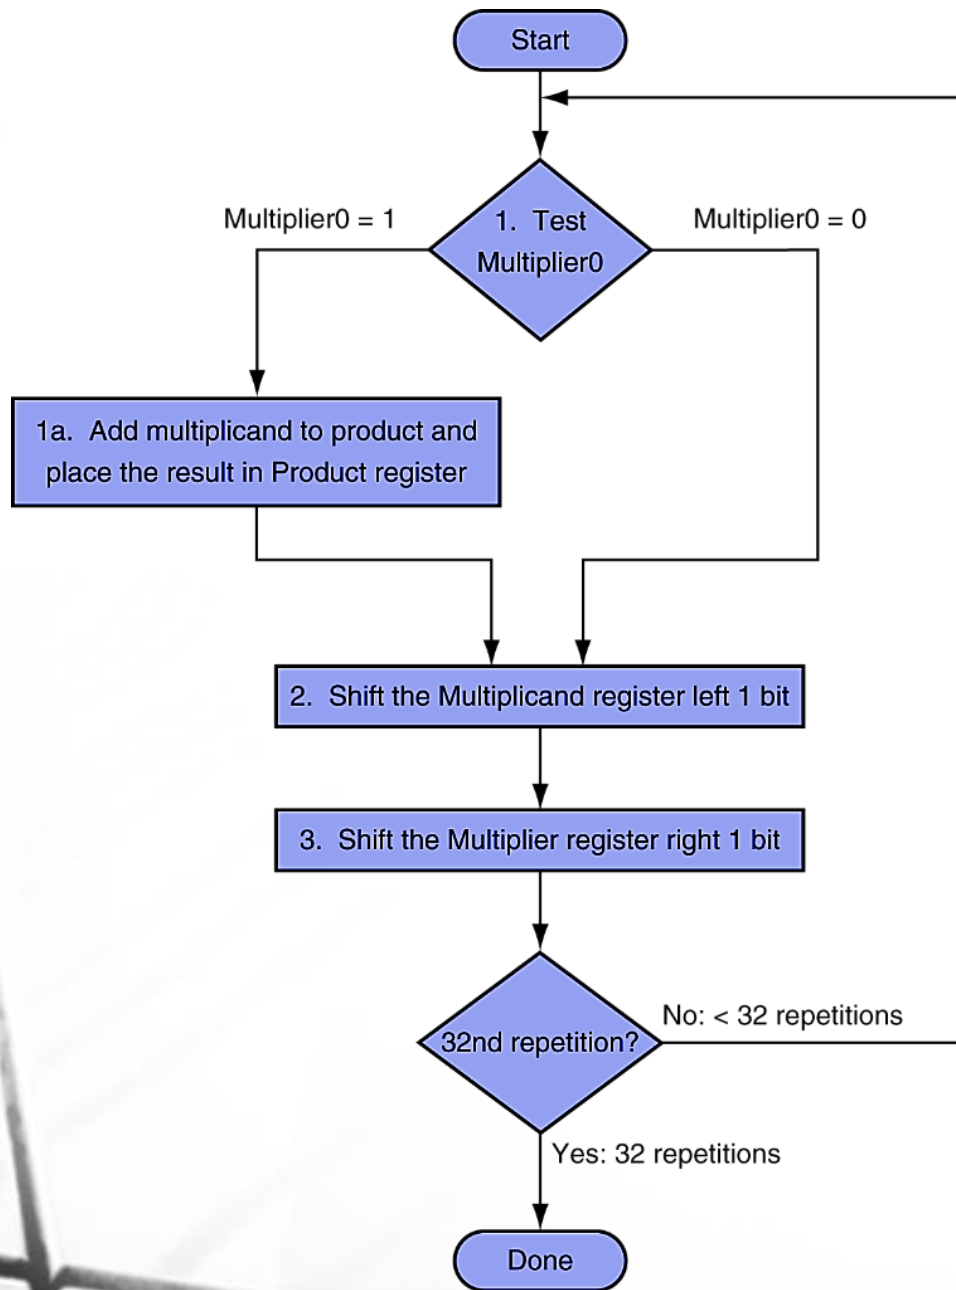 Start
Multiplier0 = 1
1. Test
Multiplier0
Multiplier0 = 0
1a. Add multiplicand to product and
place the result in Product register
2. Shift the Multiplicand register left 1 bit
3. Shift the Multiplier register right 1 bit
32nd repetition?
No: < 32 repetitions
Yes: 32 repetitions
Done